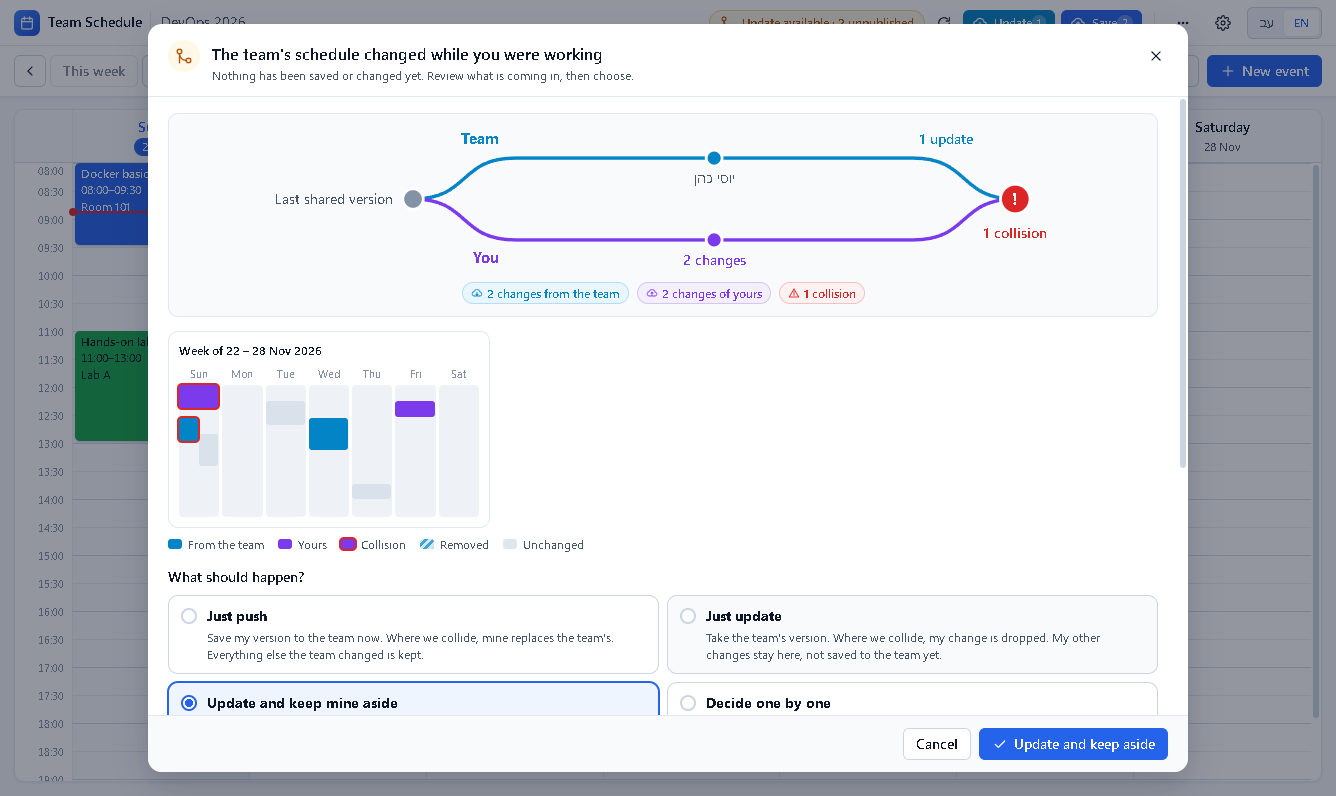 Team Schedule
DevOps 2026
Update available · 2 unpublished
Update 1
Save 2
עב
EN
This week
New event
The team's schedule changed while you were working
Nothing has been saved or changed yet. Review what is coming in, then choose.
Team
1 update
יוסי כהן
Last shared version
1 collision
You
2 changes
2 changes from the team
2 changes of yours
1 collision
Week of 22 – 28 Nov 2026
Sun Mon Tue Wed Thu Fri Sat
From the team
Yours
Collision
Removed
Unchanged
What should happen?
Just push
Save my version to the team now. Where we collide, mine replaces the team's.
Everything else the team changed is kept.
Just update
Take the team's version. Where we collide, my change is dropped. My other
changes stay here, not saved to the team yet.
Update and keep mine aside
Decide one by one
Cancel
Update and keep aside
Saturday
28 Nov
08:00
08:30
09:00
09:30
10:00
10:30
11:00
11:30
12:00
12:30
13:00
13:30
14:00
14:30
15:00
15:30
16:00
16:30
17:00
17:30
18:00
18:30
19:00
Docker basic
08:00–09:30
Room 101
Hands-on la
11:00–13:00
Lab A